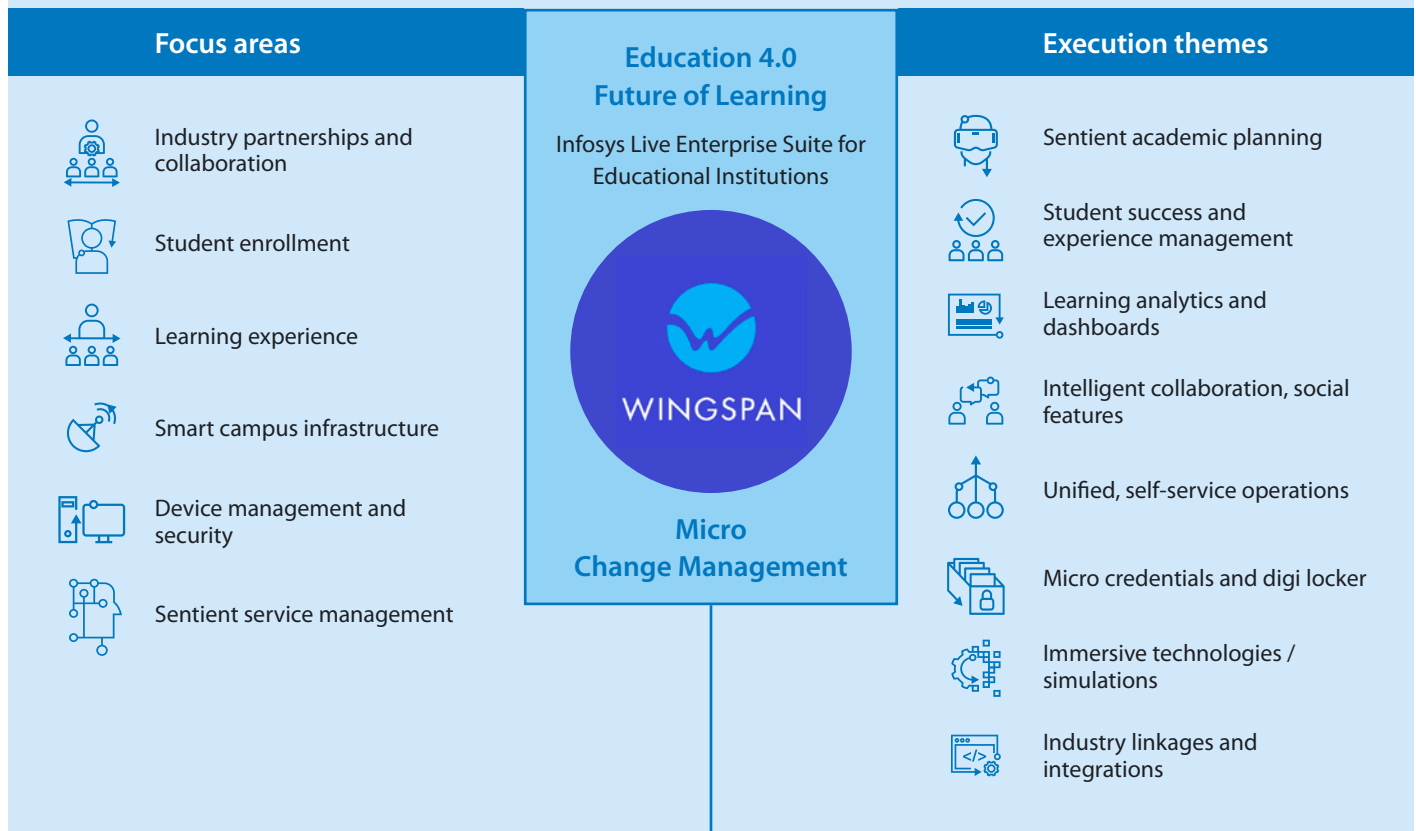 Focus areas
Industry partnerships and
collaboration
Student enrollment
Learning experience
Smart campus infrastructure
Device management and
security
Sentient service management
Education 4.0
Future of Learning
Infosys Live Enterprise Suite for
Educational Institutions
WINGSPAN
Micro
Change Management
Execution themes
Sentient academic planning
Student success and
experience management
Learning analytics and
dashboards
Intelligent collaboration, social
features
Unified, self-service operations
Micro credentials and digi locker
Immersive technologies /
simulations
</>
Industry linkages and
integrations